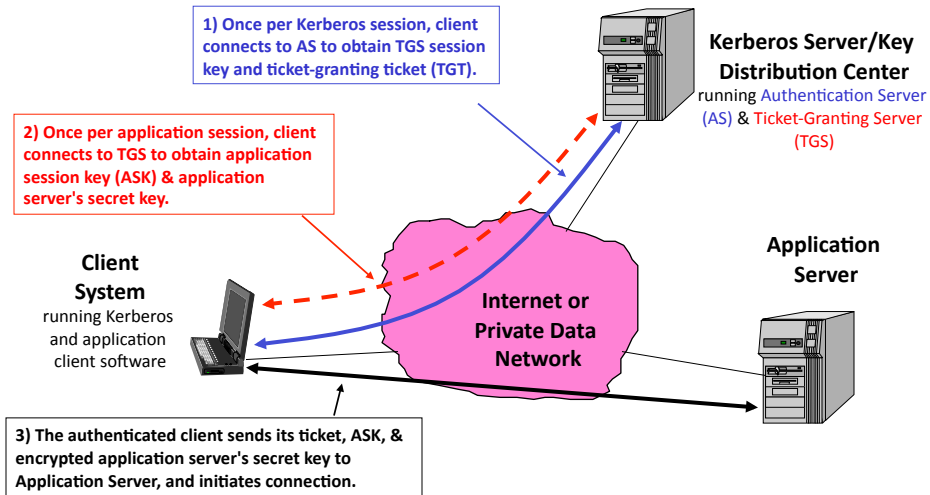 1) Once per Kerberos session, client
connects to AS to obtain TGS session
key and ticket-granting ticket (TGT).
Kerberos Server/Key
Distribution Center
running Authentication Server
(AS) & Ticket-Granting Server
(TGS)
2) Once per application session, client
connects to TGS to obtain application
session key (ASK) & application
server's secret key.
Client
System
running Kerberos
and application
client software
Internet or
Private Data
Network
Application
Server
3) The authenticated client sends its ticket, ASK, &
encrypted application server's secret key to
Application Server, and initiates connection.